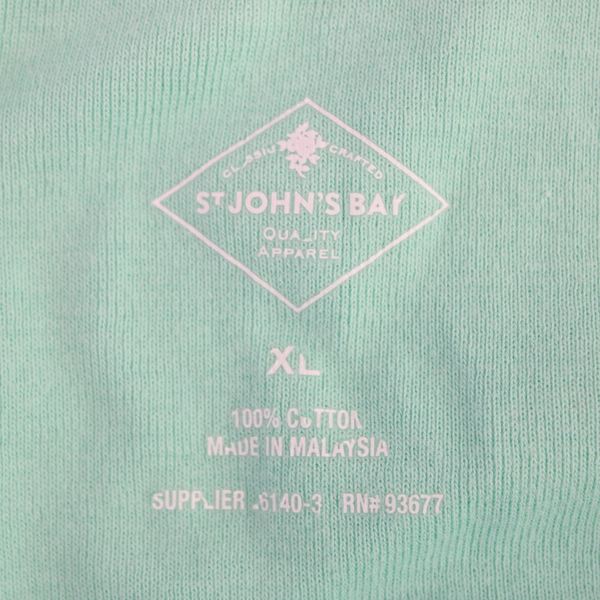 CLASSIC CRAFTED
ST JOHN'S BAY
QUALITY
APPAREL
XL
100% COTTON
MADE IN MALAYSIA
SUPPLIER 6140-3 RN# 93677